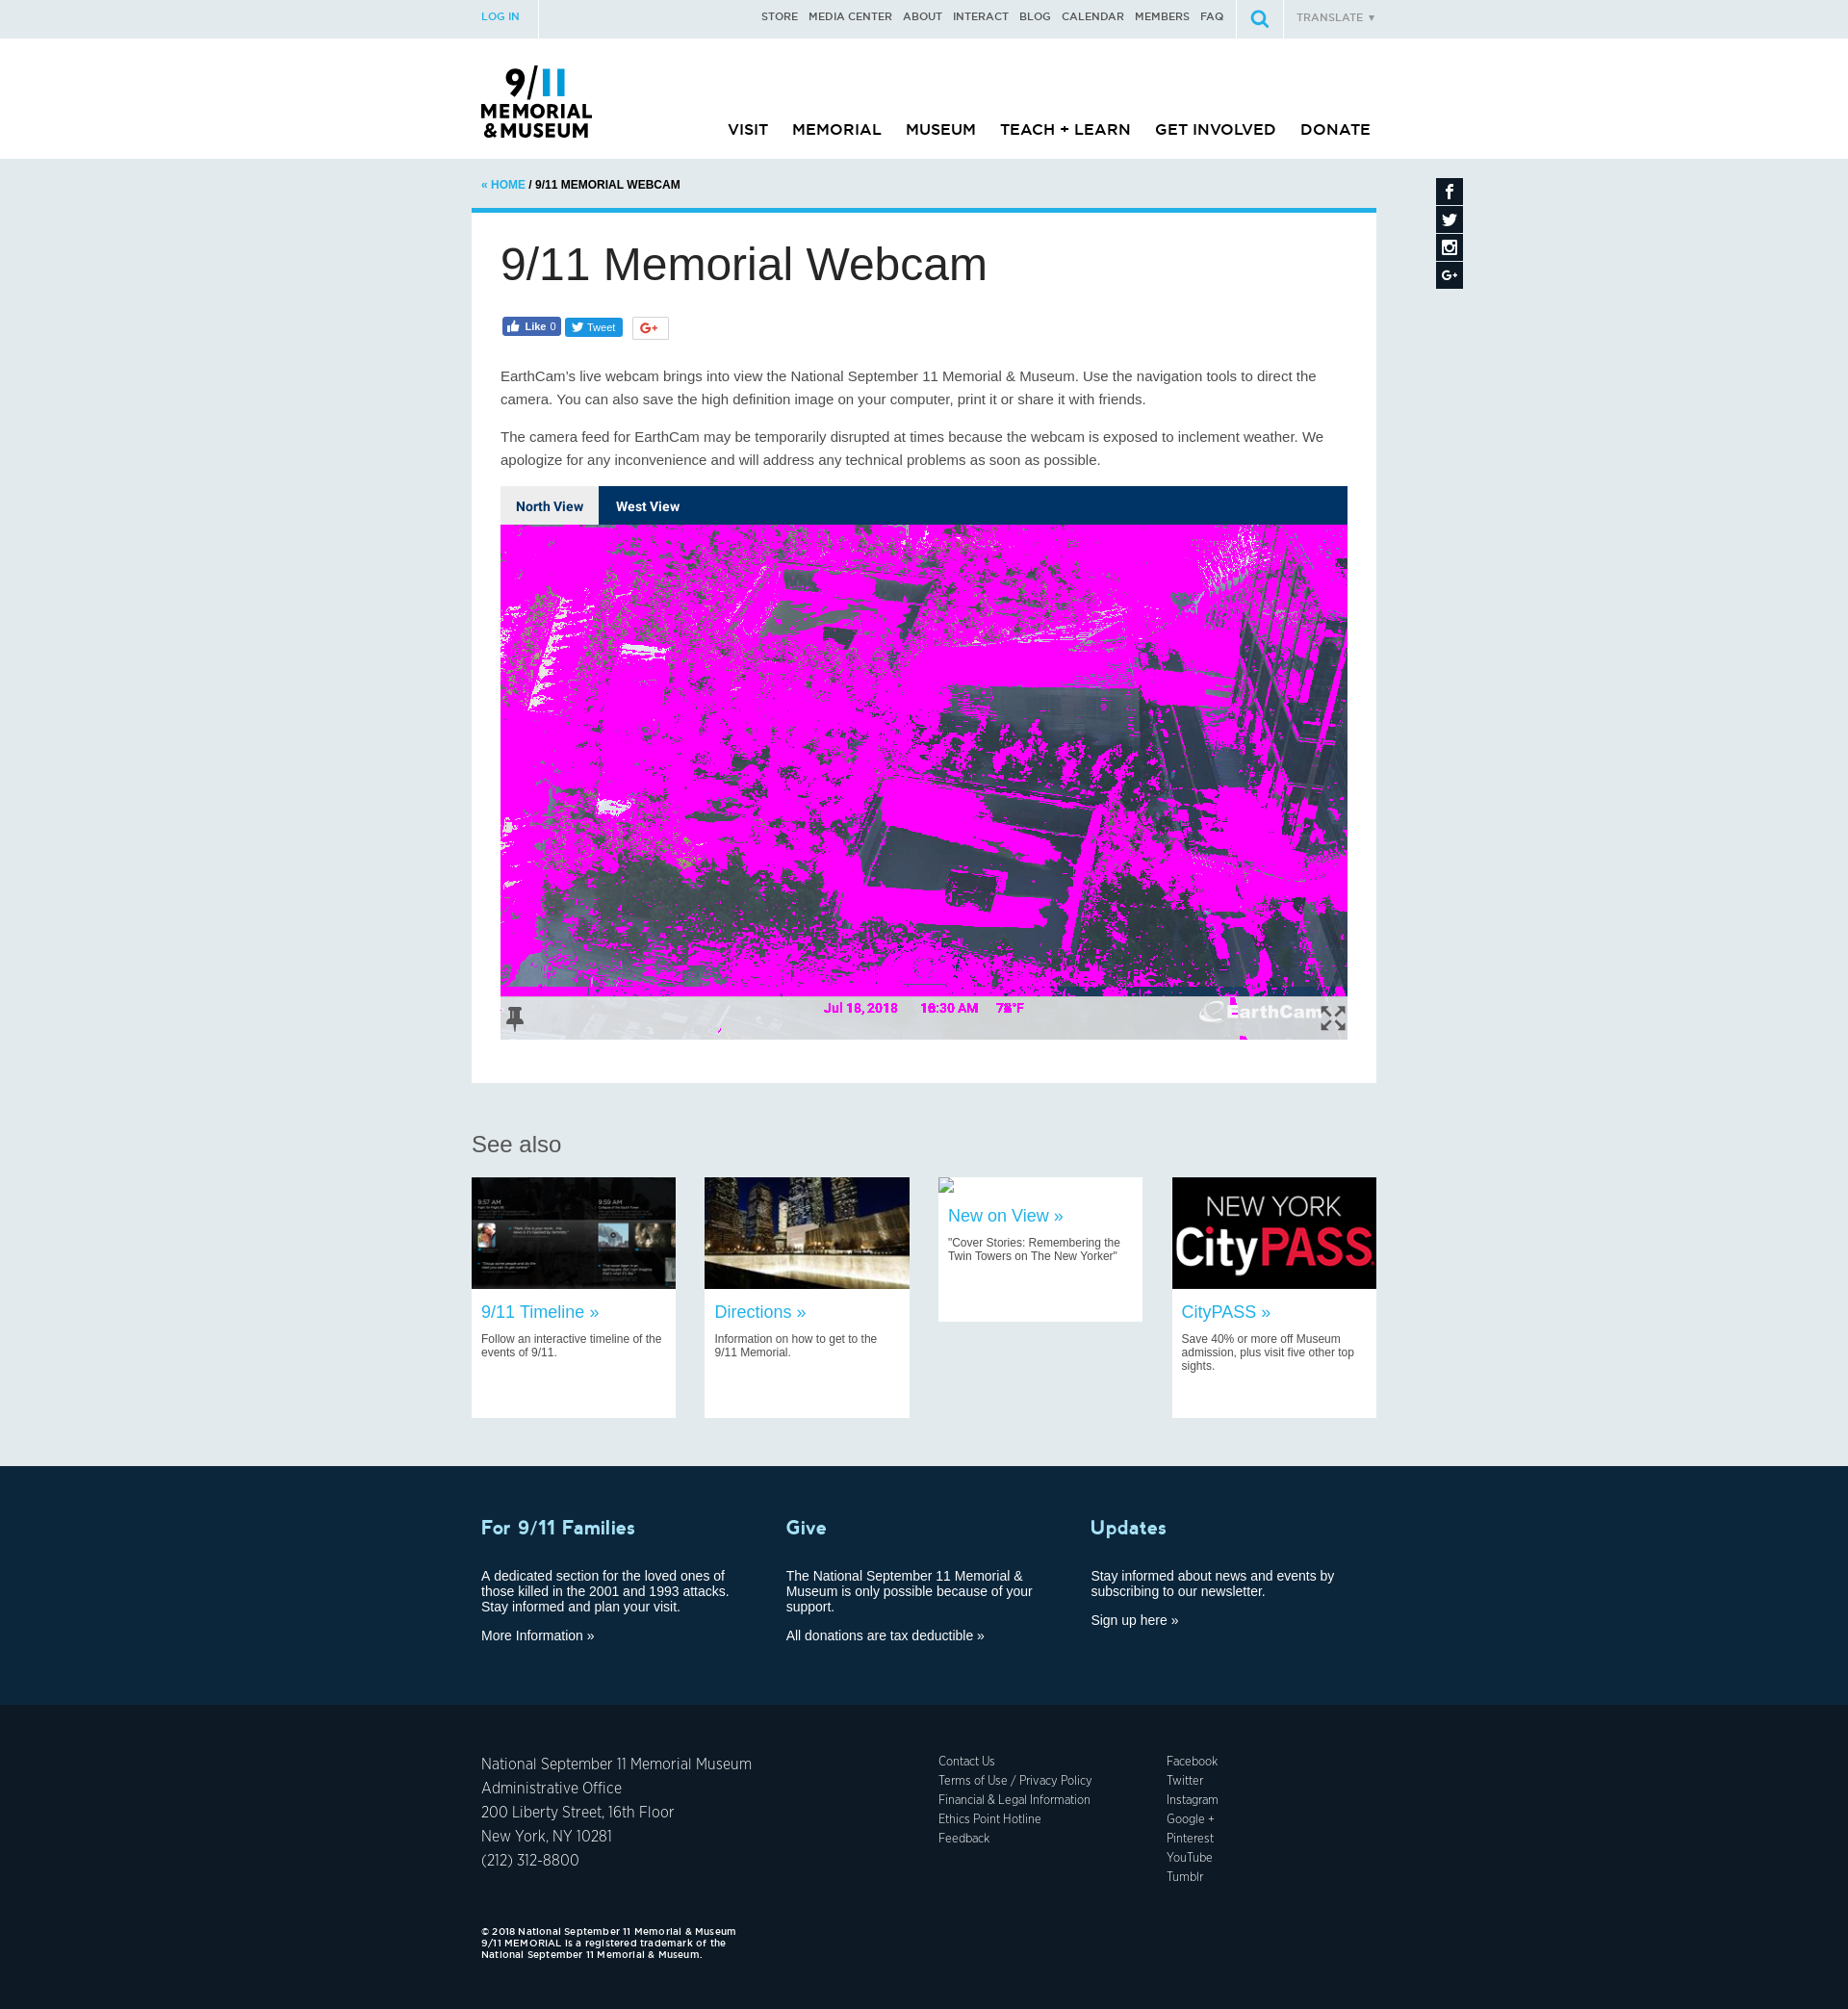 LOG IN
STORE MEDIA CENTER ABOUT INTERACT BLOG CALENDAR MEMBERS FAQ
TRANSLATE ▼
9/11
MEMORIAL
&MUSEUM
VISIT MEMORIAL MUSEUM TEACH + LEARN GET INVOLVED DONATE
« HOME / 9/11 MEMORIAL WEBCAM
9/11 Memorial Webcam
Like 0 Tweet G+
EarthCam's live webcam brings into view the National September 11 Memorial & Museum. Use the navigation tools to direct the
camera. You can also save the high definition image on your computer, print it or share it with friends.
The camera feed for EarthCam may be temporarily disrupted at times because the webcam is exposed to inclement weather. We
apologize for any inconvenience and will address any technical problems as soon as possible.
North View West View
Jul 18, 2018
EarthCam
See also
9:57 AM
9:59 AM
9/11 Timeline »
Follow an interactive timeline of the
events of 9/11.
Directions »
Information on how to get to the
9/11 Memorial.
New on View »
"Cover Stories: Remembering the
Twin Towers on The New Yorker"
NEW YORK
CityPASS
CityPASS »
Save 40% or more off Museum
admission, plus visit five other top
sights.
For 9/11 Families
A dedicated section for the loved ones of
those killed in the 2001 and 1993 attacks.
Stay informed and plan your visit.
More Information »
Give
The National September 11 Memorial &
Museum is only possible because of your
support.
All donations are tax deductible »
Updates
Stay informed about news and events by
subscribing to our newsletter.
Sign up here »
National September 11 Memorial Museum
Administrative Office
200 Liberty Street, 16th Floor
New York, NY 10281
(212) 312-8800
Contact Us
Terms of Use / Privacy Policy
Financial & Legal Information
Ethics Point Hotline
Feedback
Facebook
Twitter
Instagram
Google +
Pinterest
YouTube
Tumblr
© 2018 National September 11 Memorial & Museum
9/11 MEMORIAL is a registered trademark of the
National September 11 Memorial & Museum.